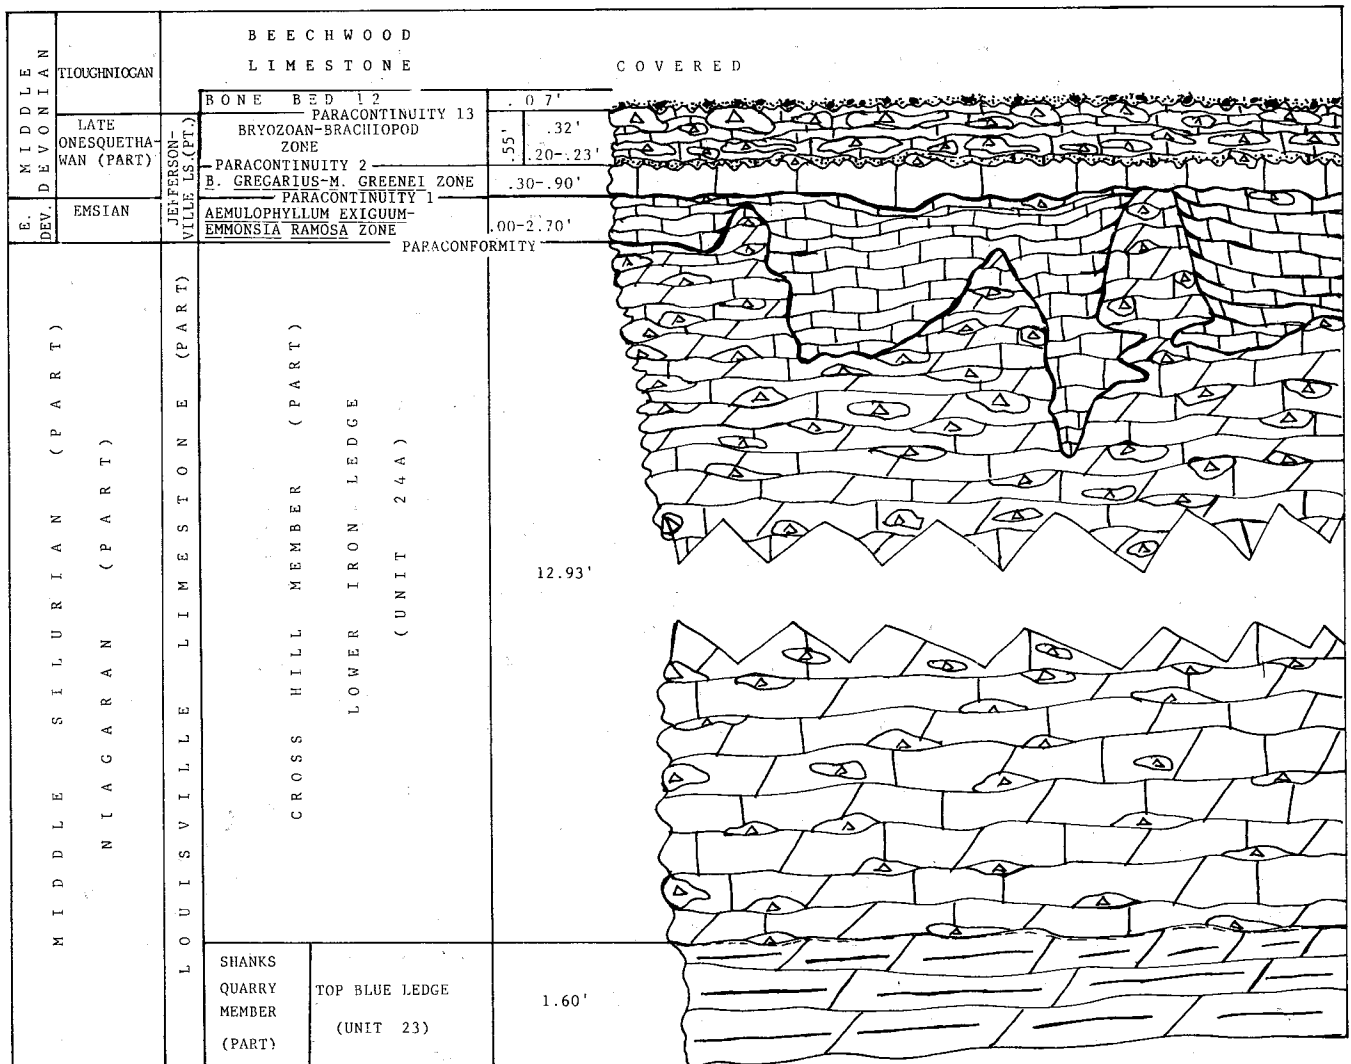 BEECHWOOD
LIMESTONE
COVERED
MIDDLE
DEVONIAN
TIOUGHNIOGAN
BONE BED 12
.07'
PARACONTINUITY 13
LATE
ONESQUETHA-
WAN (PART)
JEFFERSON-
VILLE LS.(PT.)
BRYOZOAN-BRACHIOPOD
ZONE
.55'
.32'
.20-.23'
PARACONTINUITY 2
B. GREGARIUS-M. GREENEI ZONE
.30-.90'
PARACONTINUITY 1
E.
DEV.
EMSIAN
AEMULOPHYLLUM EXIGUUM-
EMMONSIA RAMOSA ZONE
.00-2.70'
PARACONFORMITY
MIDDLE SILURIAN (PART)
NIAGARAN (PART)
LOUISVILLE LIMESTONE (PART)
CROSS HILL MEMBER (PART)
LOWER IRON LEDGE
(UNIT 24A)
12.93'
SHANKS
QUARRY
MEMBER
(PART)
TOP BLUE LEDGE
(UNIT 23)
1.60'